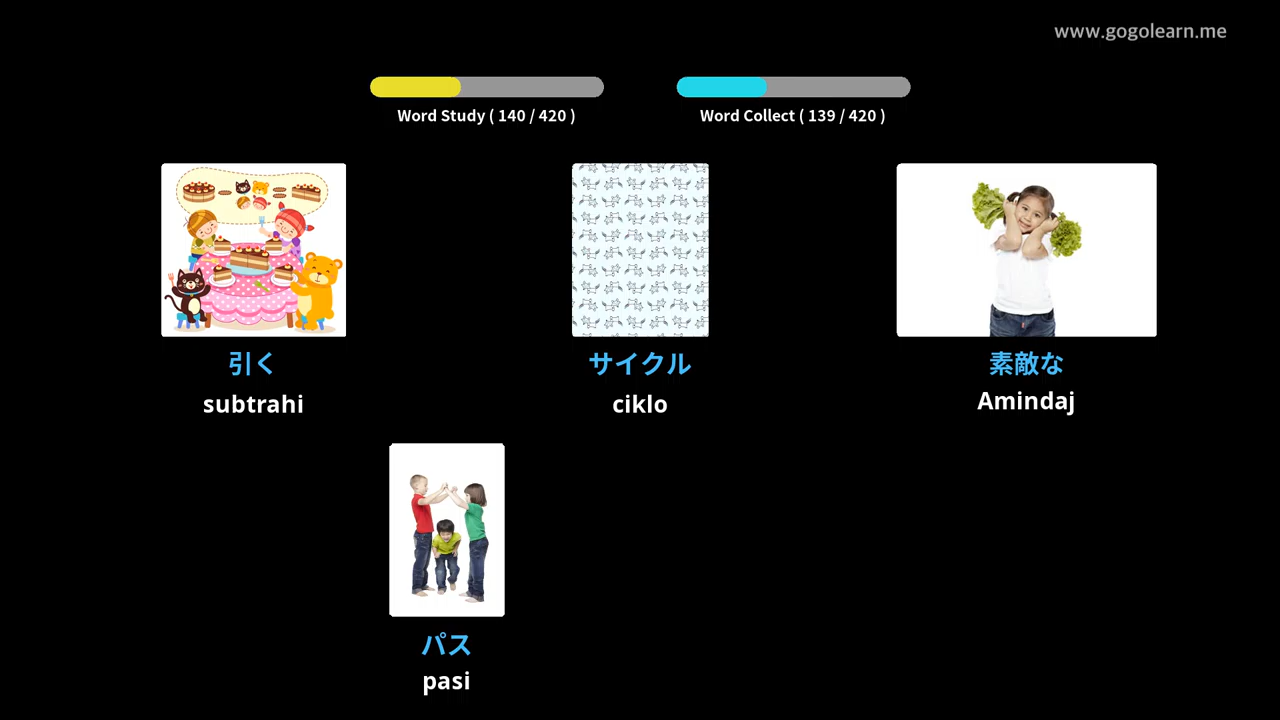 www.gogolearn.me
Word Study ( 140 / 420 )
Word Collect ( 139 / 420 )
引く
サイクル
素敵な
subtrahi
ciklo
Amindaj
パス
pasi